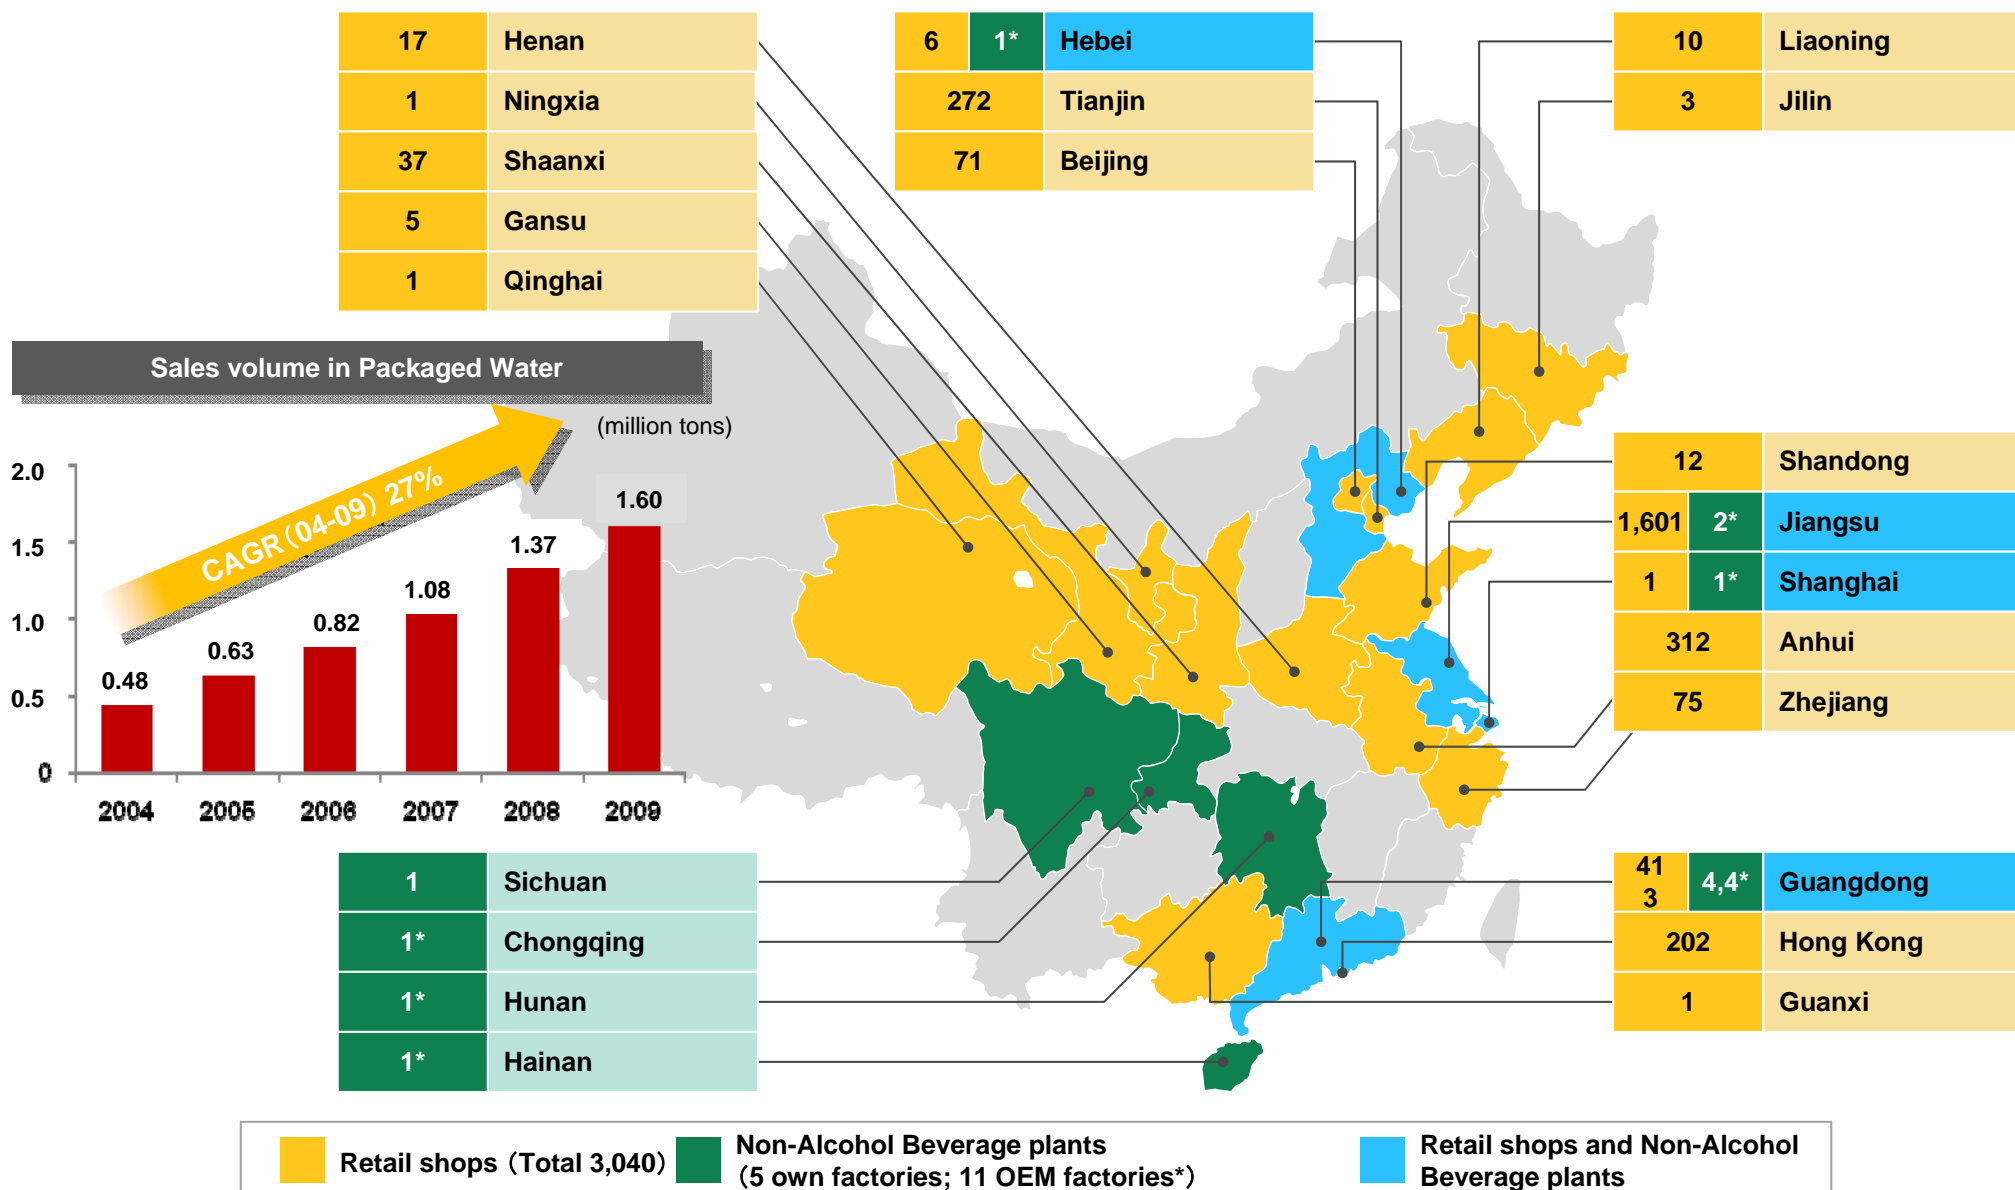 17 Henan
1 Ningxia
37 Shaanxi
5 Gansu
1 Qinghai
6 1* Hebei
272 Tianjin
71 Beijing
10 Liaoning
3 Jilin
Sales volume in Packaged Water
(million tons)
CAGR（04-09）27%
2.0
1.5
1.0
0.5
0
0.48
0.63
0.82
1.08
1.37
1.60
2004 2005 2006 2007 2008 2009
12 Shandong
1,601 2* Jiangsu
1 1* Shanghai
312 Anhui
75 Zhejiang
1 Sichuan
1* Chongqing
1* Hunan
1* Hainan
41
3 4,4* Guangdong
202 Hong Kong
1 Guanxi
Retail shops（Total 3,040）
Non-Alcohol Beverage plants
（5 own factories; 11 OEM factories*）
Retail shops and Non-Alcohol
Beverage plants